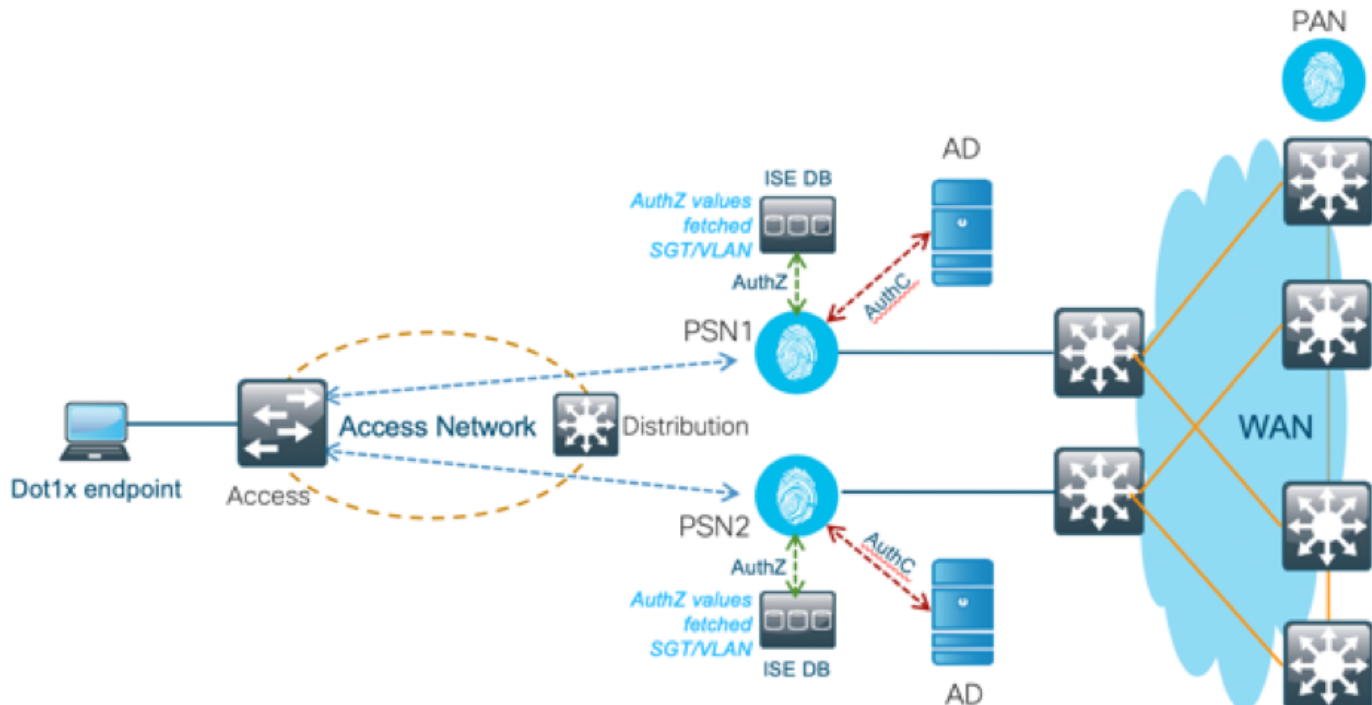 PAN
AD
ISE DB
AuthZ values
fetched
SGT/VLAN
AuthZ
AuthC
PSN1
Access Network
Distribution
WAN
Dot1x endpoint
Access
PSN2
AuthZ
AuthC
AuthZ values
fetched
SGT/VLAN
ISE DB
AD